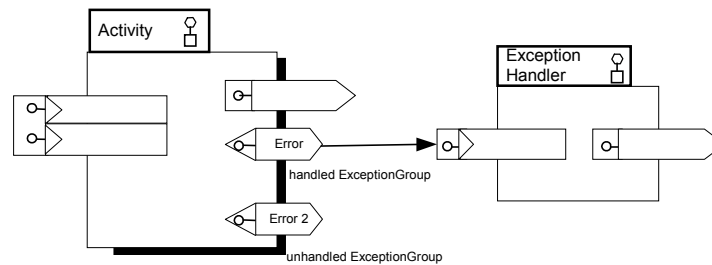 Activity
Exception
Handler
Error
handled ExceptionGroup
Error 2
unhandled ExceptionGroup